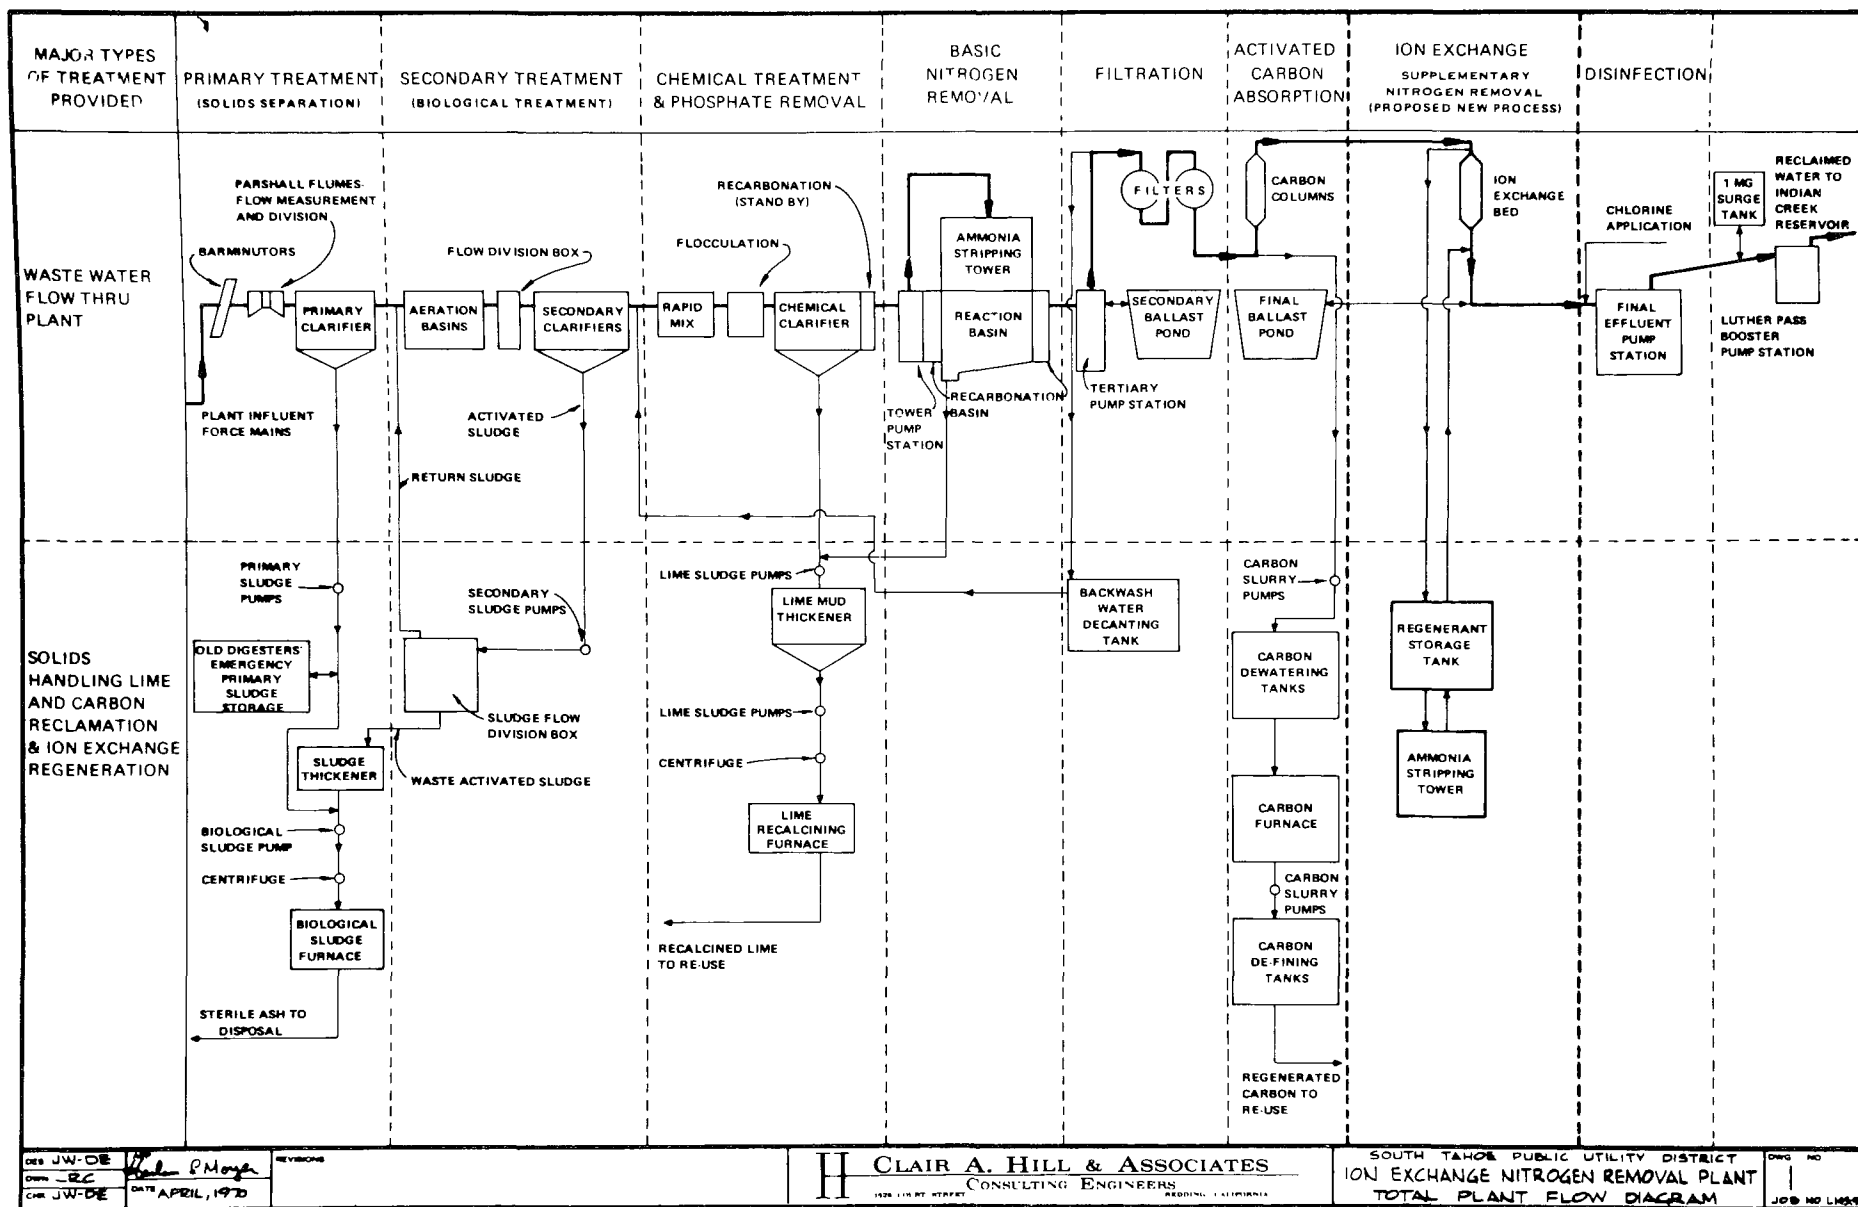 MAJOR TYPES
OF TREATMENT
PROVIDED
PRIMARY TREATMENT
(SOLIDS SEPARATION)
SECONDARY TREATMENT
(BIOLOGICAL TREATMENT)
CHEMICAL TREATMENT
& PHOSPHATE REMOVAL
BASIC
NITROGEN
REMOVAL
FILTRATION
ACTIVATED
CARBON
ABSORPTION
ION EXCHANGE
SUPPLEMENTARY
NITROGEN REMOVAL
(PROPOSED NEW PROCESS)
DISINFECTION
WASTE WATER
FLOW THRU
PLANT
PARSHALL FLUMES-
FLOW MEASUREMENT
AND DIVISION
BARMINUTORS
PRIMARY
CLARIFIER
PLANT INFLUENT
FORCE MAINS
FLOW DIVISION BOX
AERATION
BASINS
SECONDARY
CLARIFIERS
ACTIVATED
SLUDGE
RETURN SLUDGE
RECARBONATION
(STAND BY)
FLOCCULATION
RAPID
MIX
CHEMICAL
CLARIFIER
AMMONIA
STRIPPING
TOWER
REACTION
BASIN
RECARBONATION
BASIN
TOWER
PUMP
STATION
FILTERS
SECONDARY
BALLAST
POND
TERTIARY
PUMP STATION
CARBON
COLUMNS
FINAL
BALLAST
POND
ION
EXCHANGE
BED
CHLORINE
APPLICATION
FINAL
EFFLUENT
PUMP
STATION
1 MG
SURGE
TANK
RECLAIMED
WATER TO
INDIAN
CREEK
RESERVOIR
LUTHER PASS
BOOSTER
PUMP STATION
SOLIDS
HANDLING LIME
AND CARBON
RECLAMATION
& ION EXCHANGE
REGENERATION
PRIMARY
SLUDGE
PUMPS
OLD DIGESTERS'
EMERGENCY
PRIMARY
SLUDGE
STORAGE
SLUDGE
THICKENER
BIOLOGICAL
SLUDGE PUMP
CENTRIFUGE
BIOLOGICAL
SLUDGE
FURNACE
STERILE ASH TO
DISPOSAL
SECONDARY
SLUDGE PUMPS
SLUDGE FLOW
DIVISION BOX
WASTE ACTIVATED SLUDGE
LIME SLUDGE PUMPS
LIME MUD
THICKENER
LIME SLUDGE PUMPS
CENTRIFUGE
LIME
RECALCINING
FURNACE
RECALCINED LIME
TO RE-USE
BACKWASH
WATER
DECANTING
TANK
CARBON
SLURRY
PUMPS
CARBON
DEWATERING
TANKS
CARBON
FURNACE
CARBON
SLURRY
PUMPS
CARBON
DE-FINING
TANKS
REGENERATED
CARBON TO
RE-USE
REGENERANT
STORAGE
TANK
AMMONIA
STRIPPING
TOWER
DES JW-DE
DWN RC
CHK JW-DE
DATE APRIL, 1970
REVISIONS
H
CLAIR A. HILL & ASSOCIATES
CONSULTING ENGINEERS
REDDING, CALIFORNIA
SOUTH TAHOE PUBLIC UTILITY DISTRICT
ION EXCHANGE NITROGEN REMOVAL PLANT
TOTAL PLANT FLOW DIAGRAM
DWG NO
1
JOB NO